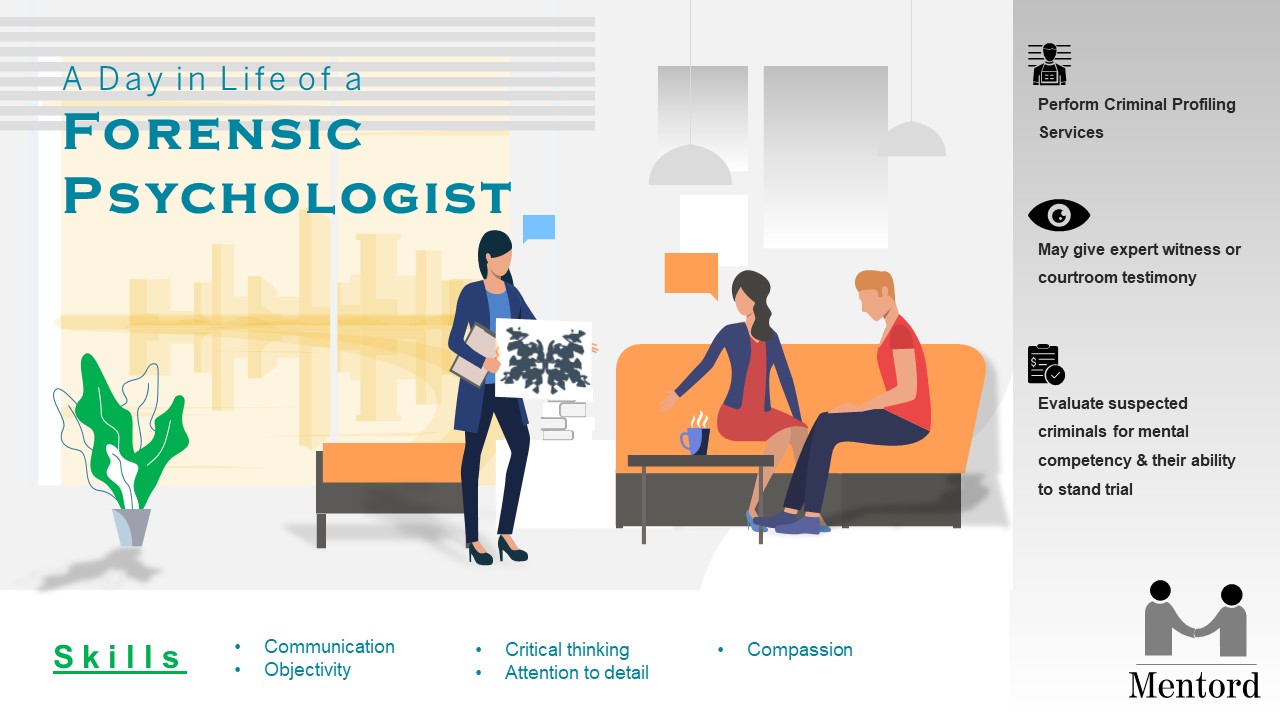 A Day in Life of a
Forensic
Psychologist
Perform Criminal Profiling
Services
May give expert witness or
courtroom testimony
$
Evaluate suspected
criminals for mental
competency & their ability
to stand trial
Skills
• Communication
• Objectivity
• Critical thinking
• Attention to detail
• Compassion
Mentord